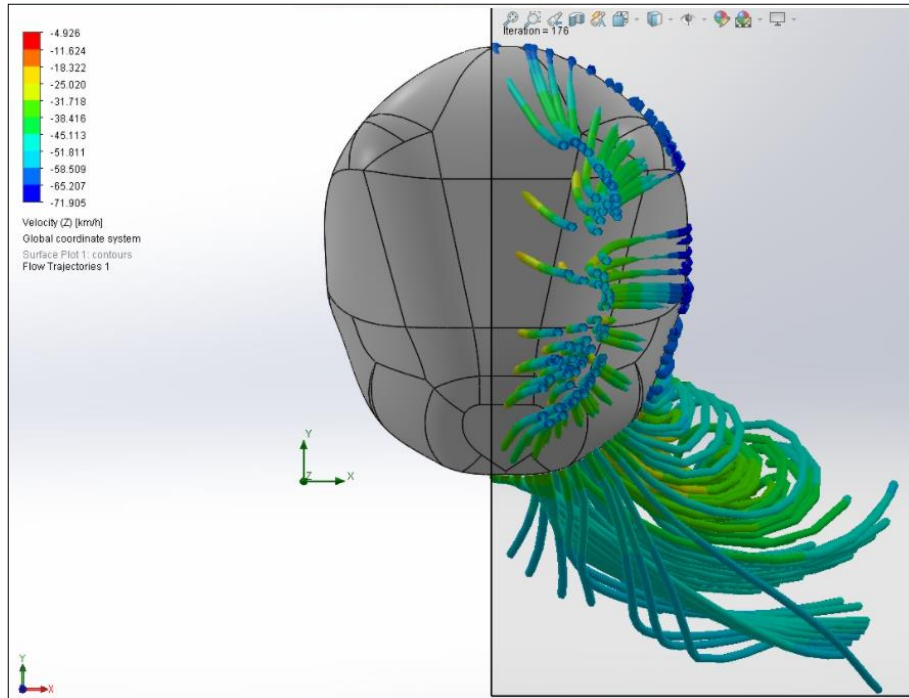 -4.926
-11.624
-18.322
-25.020
-31.718
-38.416
-45.113
-51.811
-58.509
-65.207
-71.905
Velocity (Z) [km/h]
Global coordinate system
Surface Plot 1: contours
Flow Trajectories 1
Iteration = 176
Y
Z
X
Y
X